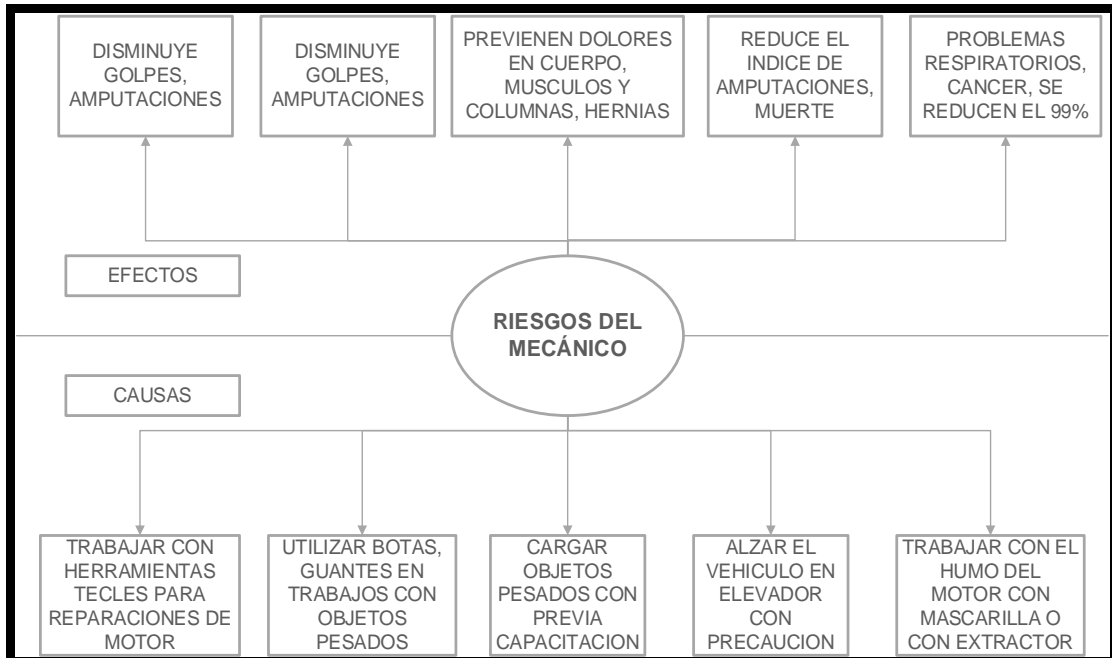 DISMINUYE
GOLPES,
AMPUTACIONES
DISMINUYE
GOLPES,
AMPUTACIONES
PREVIENEN DOLORES
EN CUERPO,
MUSCULOS Y
COLUMNAS, HERNIAS
REDUCE EL
INDICE DE
AMPUTACIONES,
MUERTE
PROBLEMAS
RESPIRATORIOS,
CANCER, SE
REDUCEN EL 99%
EFECTOS
RIESGOS DEL
MECÁNICO
CAUSAS
TRABAJAR CON
HERRAMIENTAS
TECLES PARA
REPARACIONES DE
MOTOR
UTILIZAR BOTAS,
GUANTES EN
TRABAJOS CON
OBJETOS
PESADOS
CARGAR
OBJETOS
PESADOS CON
PREVIA
CAPACITACION
ALZAR EL
VEHICULO EN
ELEVADOR
CON
PRECAUCION
TRABAJAR CON EL
HUMO DEL
MOTOR CON
MASCARILLA O
CON EXTRACTOR